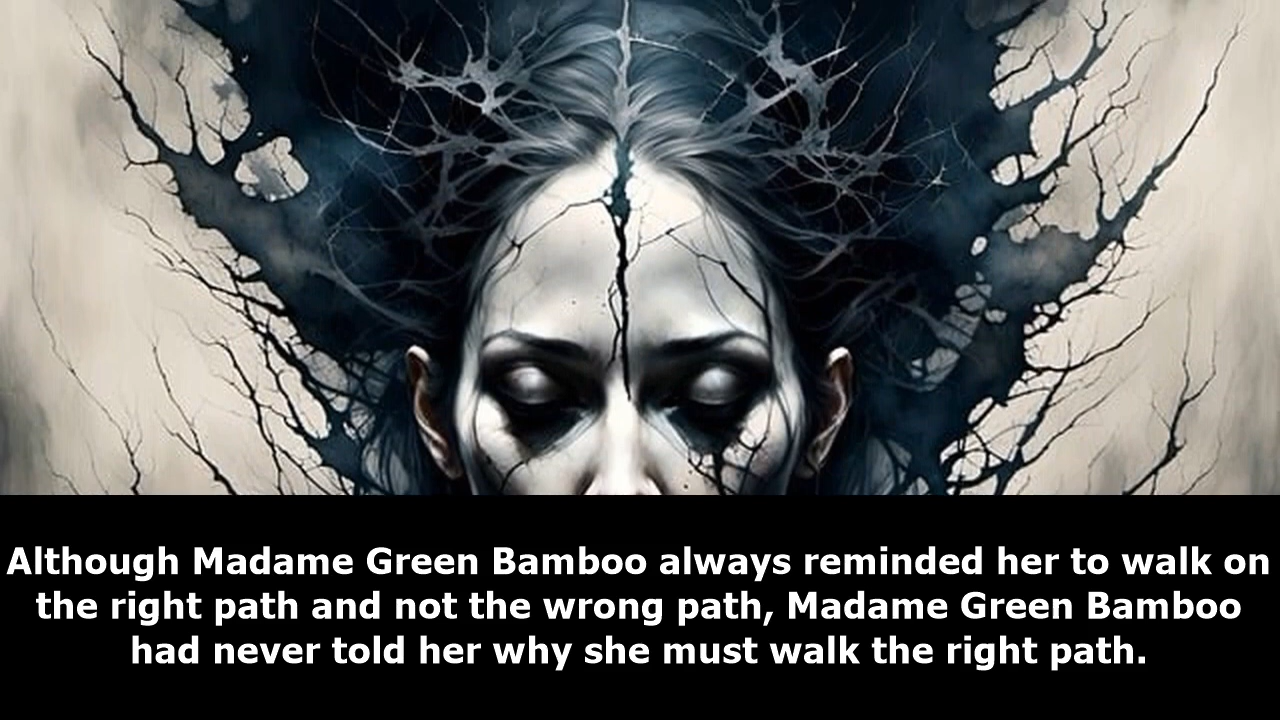 Although Madame Green Bamboo always reminded her to walk on
the right path and not the wrong path, Madame Green Bamboo
had never told her why she must walk the right path.